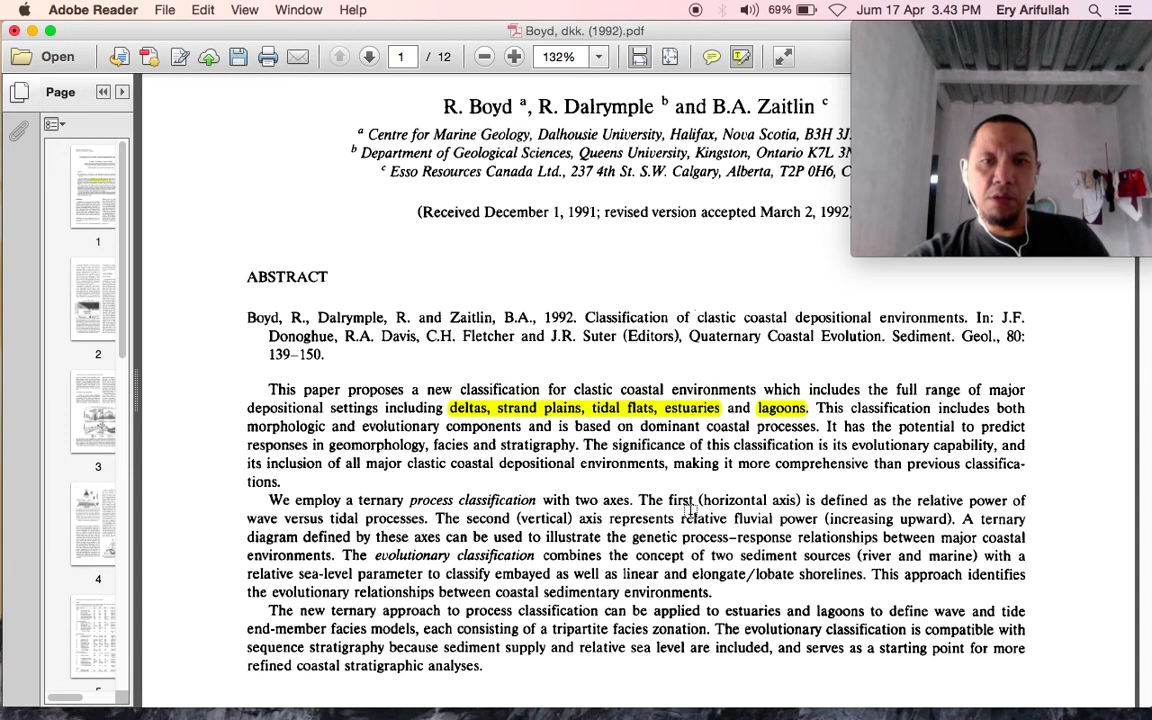 Adobe Reader File Edit View Window Help 69% Jum 17 Apr 3.43 PM Ery Arifullah
Boyd, dkk. (1992).pdf
Open 1 / 12 132%
Page
1
2
3
4
5
R. Boyd a, R. Dalrymple b and B.A. Zaitlin c
a Centre for Marine Geology, Dalhousie University, Halifax, Nova Scotia, B3H
b Department of Geological Sciences, Queens University, Kingston, Ontario K7L
c Esso Resources Canada Ltd., 237 4th St. S.W. Calgary, Alberta, T2P 0H6, C
(Received December 1, 1991; revised version accepted March 2, 1992)
ABSTRACT
Boyd, R., Dalrymple, R. and Zaitlin, B.A., 1992. Classification of clastic coastal depositional environments. In: J.F.
Donoghue, R.A. Davis, C.H. Fletcher and J.R. Suter (Editors), Quaternary Coastal Evolution. Sediment. Geol., 80:
139–150.
This paper proposes a new classification for clastic coastal environments which includes the full range of major
depositional settings including deltas, strand plains, tidal flats, estuaries and lagoons. This classification includes both
morphologic and evolutionary components and is based on dominant coastal processes. It has the potential to predict
responses in geomorphology, facies and stratigraphy. The significance of this classification is its evolutionary capability, and
its inclusion of all major clastic coastal depositional environments, making it more comprehensive than previous classifica-
tions.
We employ a ternary process classification with two axes. The first (horizontal axis) is defined as the relative power of
wave versus tidal processes. The second (vertical) axis represents relative fluvial power (increasing upward). A ternary
diagram defined by these axes can be used to illustrate the genetic process–response relationships between major coastal
environments. The evolutionary classification combines the concept of two sediment sources (river and marine) with a
relative sea-level parameter to classify embayed as well as linear and elongate/lobate shorelines. This approach identifies
the evolutionary relationships between coastal sedimentary environments.
The new ternary approach to process classification can be applied to estuaries and lagoons to define wave and tide
end-member facies models, each consisting of a tripartite facies zonation. The evolutionary classification is compatible with
sequence stratigraphy because sediment supply and relative sea level are included, and serves as a starting point for more
refined coastal stratigraphic analyses.